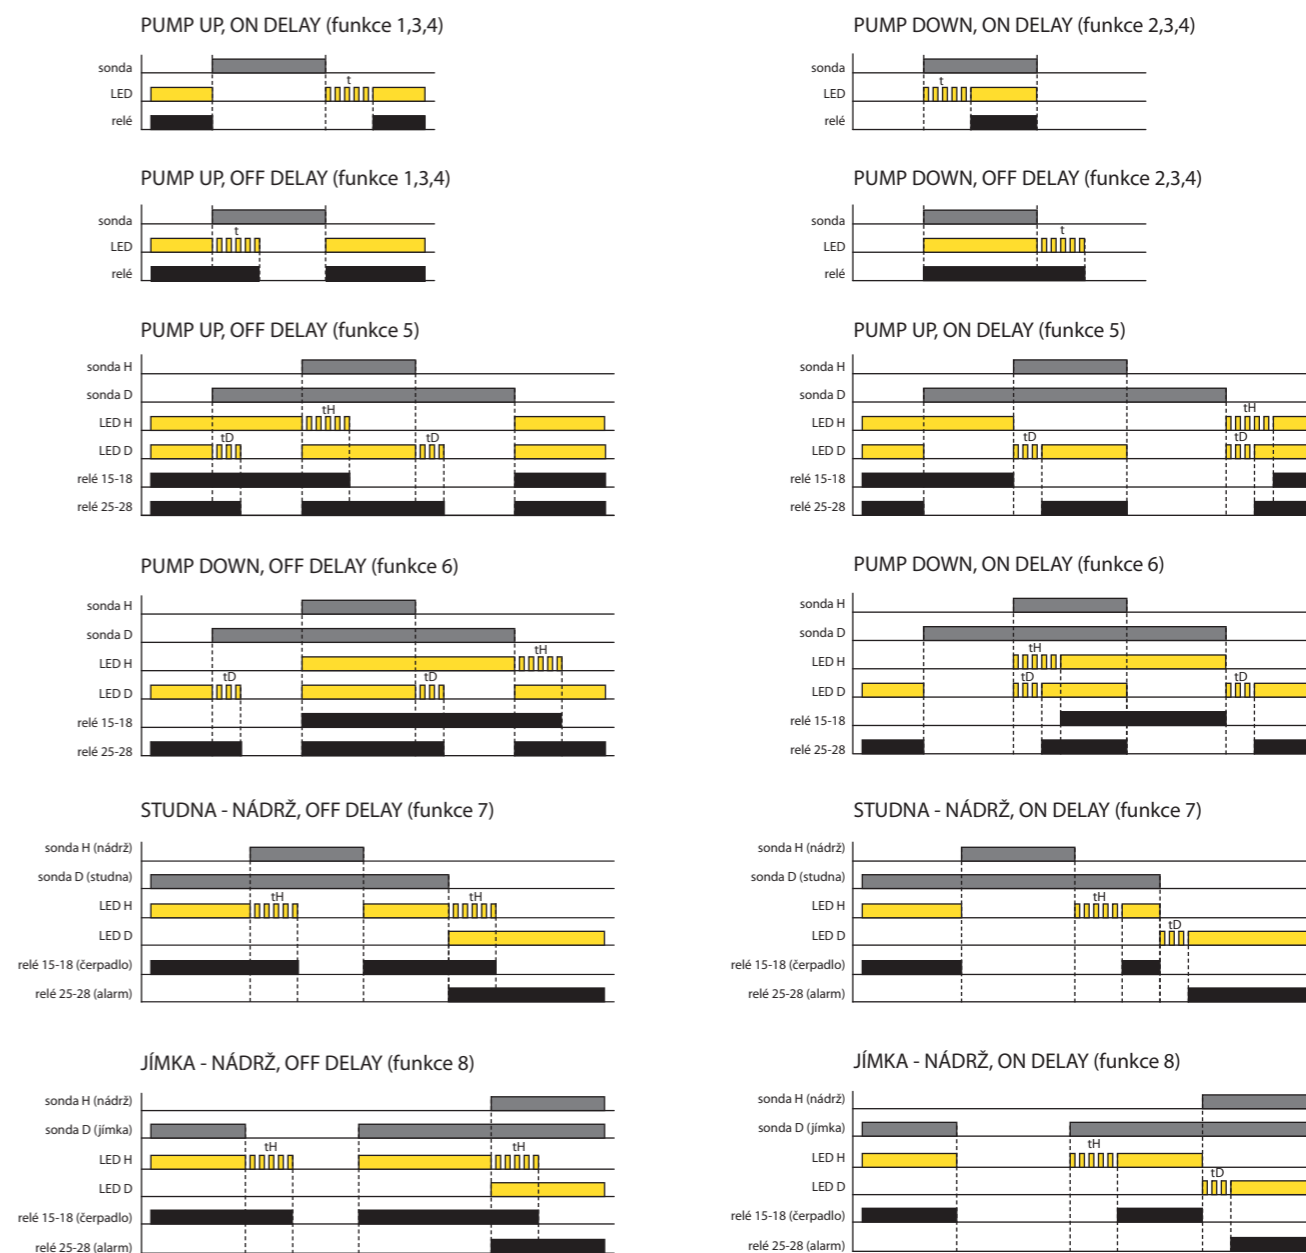 PUMP UP, ON DELAY (funkce 1,3,4)
sonda
t
LED
relé
PUMP DOWN, ON DELAY (funkce 2,3,4)
sonda
t
LED
relé
PUMP UP, OFF DELAY (funkce 1,3,4)
sonda
t
LED
relé
PUMP DOWN, OFF DELAY (funkce 2,3,4)
sonda
t
LED
relé
PUMP UP, OFF DELAY (funkce 5)
sonda H
sonda D
tH
LED H
tD tD
LED D
relé 15-18
relé 25-28
PUMP UP, ON DELAY (funkce 5)
sonda H
sonda D
tH
LED H
tD tD
LED D
relé 15-18
relé 25-28
PUMP DOWN, OFF DELAY (funkce 6)
sonda H
sonda D
tH
LED H
tD tD
LED D
relé 15-18
relé 25-28
PUMP DOWN, ON DELAY (funkce 6)
sonda H
sonda D
tH
LED H
tD tD
LED D
relé 15-18
relé 25-28
STUDNA - NÁDRŽ, OFF DELAY (funkce 7)
sonda H (nádrž)
sonda D (studna)
tH tH
LED H
LED D
relé 15-18 (čerpadlo)
relé 25-28 (alarm)
STUDNA - NÁDRŽ, ON DELAY (funkce 7)
sonda H (nádrž)
sonda D (studna)
tH
LED H
tD
LED D
relé 15-18 (čerpadlo)
relé 25-28 (alarm)
JÍMKA - NÁDRŽ, OFF DELAY (funkce 8)
sonda H (nádrž)
sonda D (jímka)
tH tH
LED H
LED D
relé 15-18 (čerpadlo)
relé 25-28 (alarm)
JÍMKA - NÁDRŽ, ON DELAY (funkce 8)
sonda H (nádrž)
sonda D (jímka)
tH
LED H
tD
LED D
relé 15-18 (čerpadlo)
relé 25-28 (alarm)